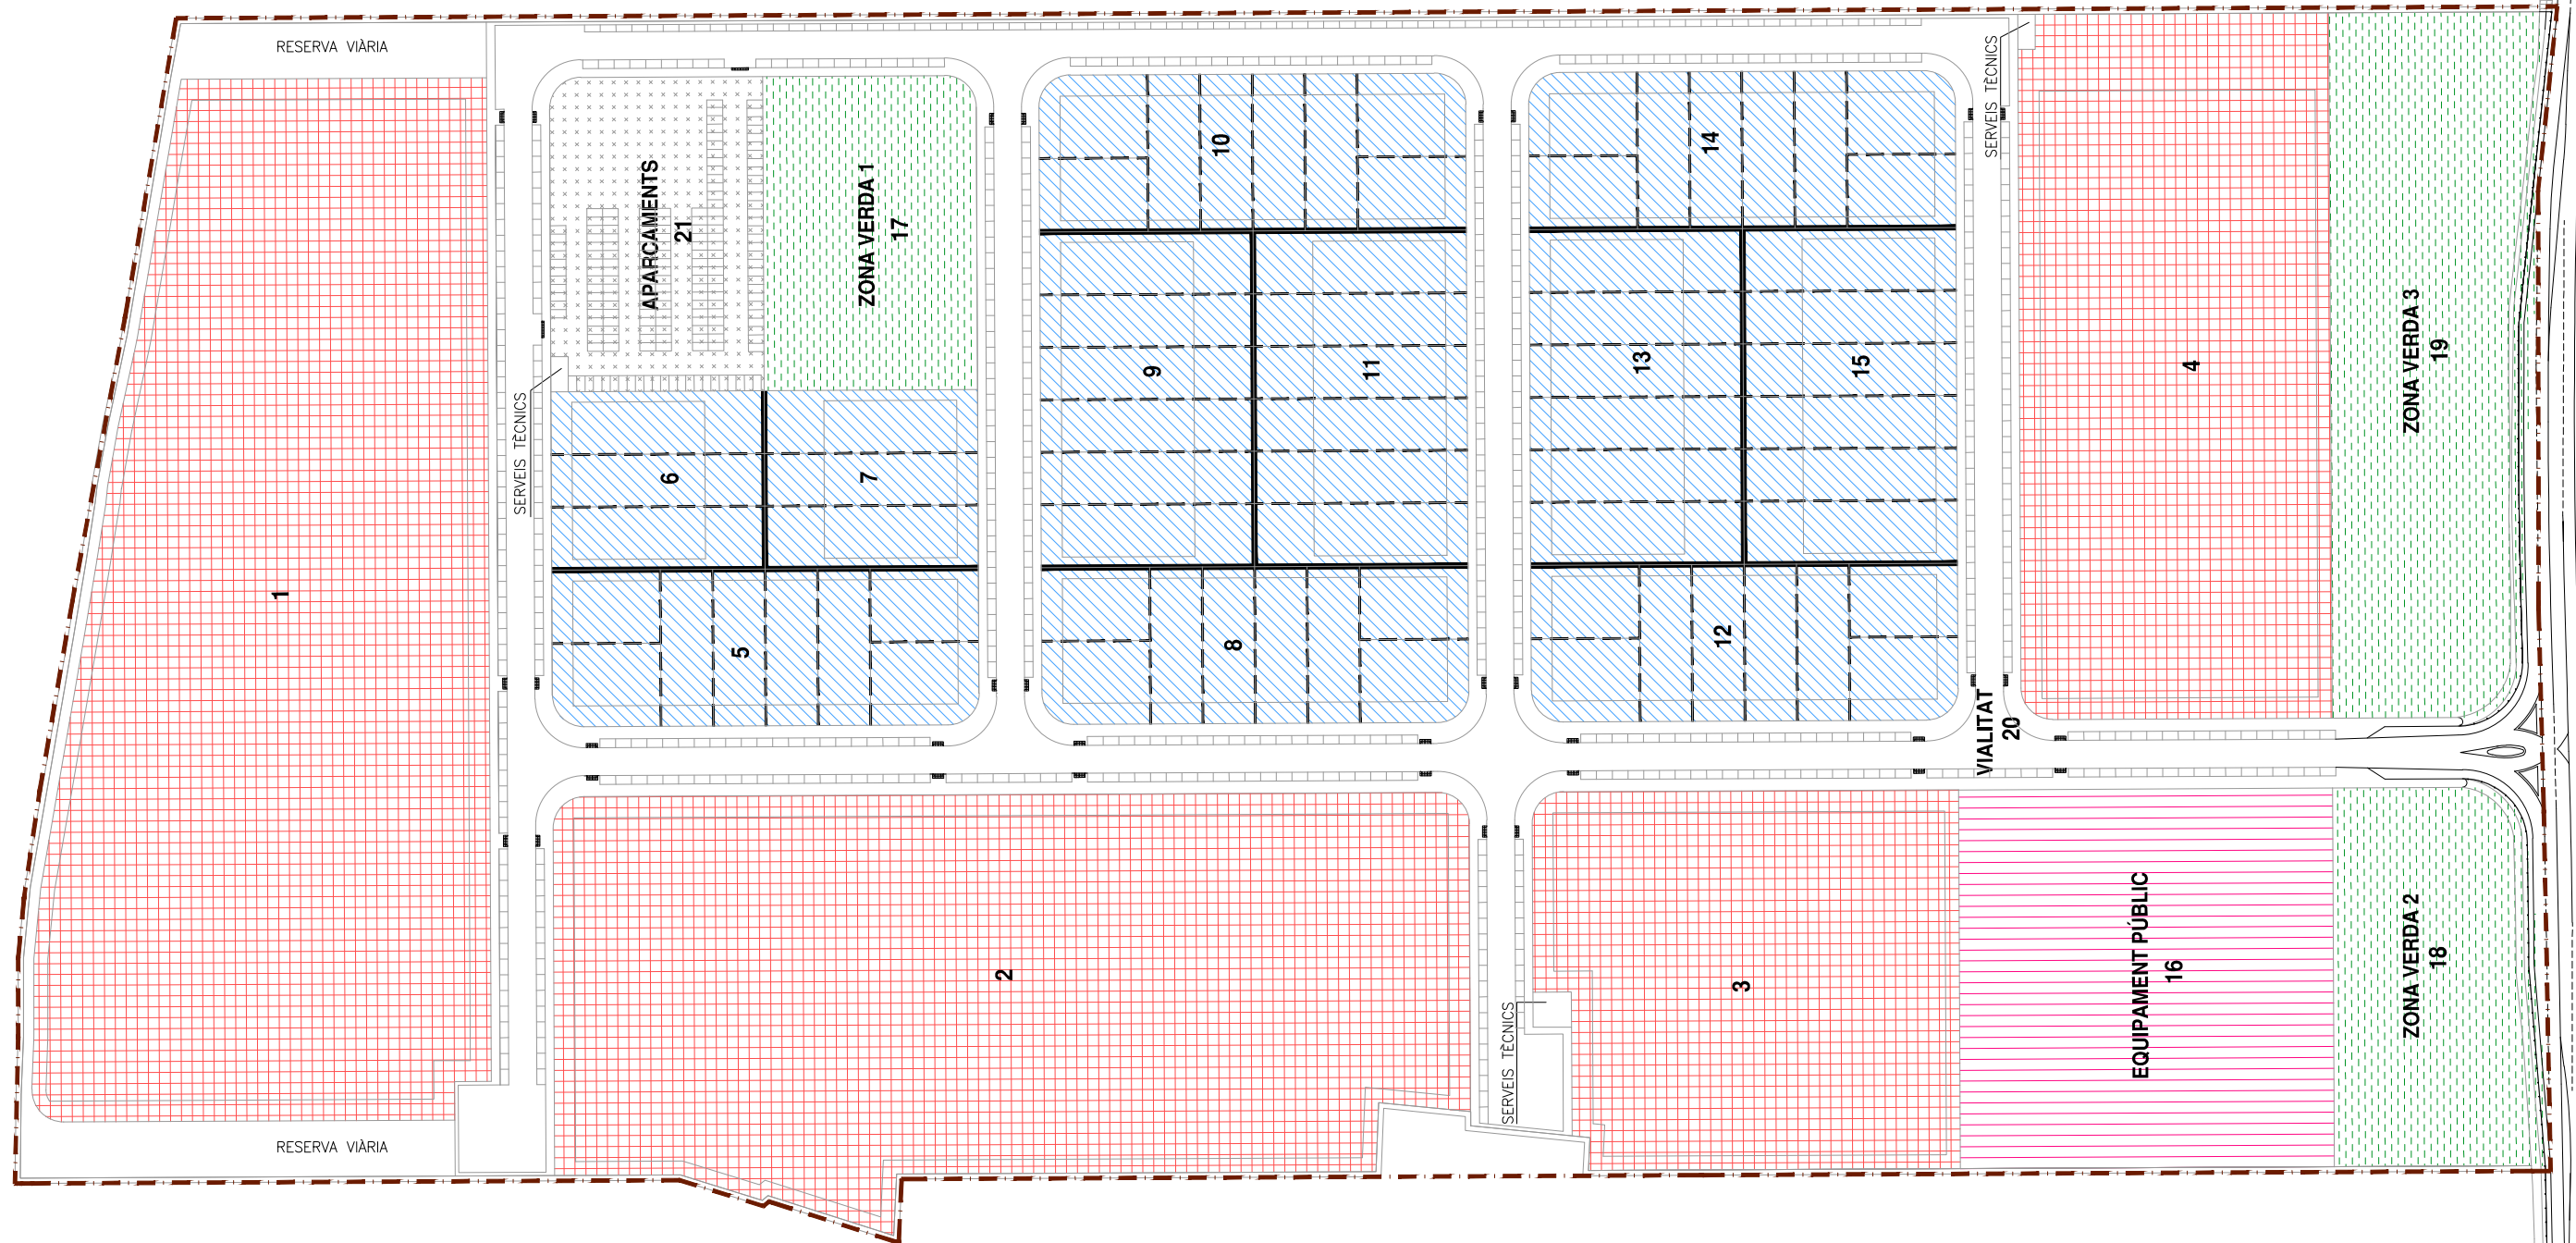 RESERVA VIÀRIA
1
RESERVA VIÀRIA
SERVEIS TÈCNICS
APARCAMENTS
21
ZONA VERDA 1
17
6
7
5
10
9
11
8
14
13
15
12
SERVEIS TÈCNICS
4
ZONA VERDA 3
19
VIALITAT
20
2
SERVEIS TÈCNICS
3
EQUIPAMENT PÚBLIC
16
ZONA VERDA 2
18